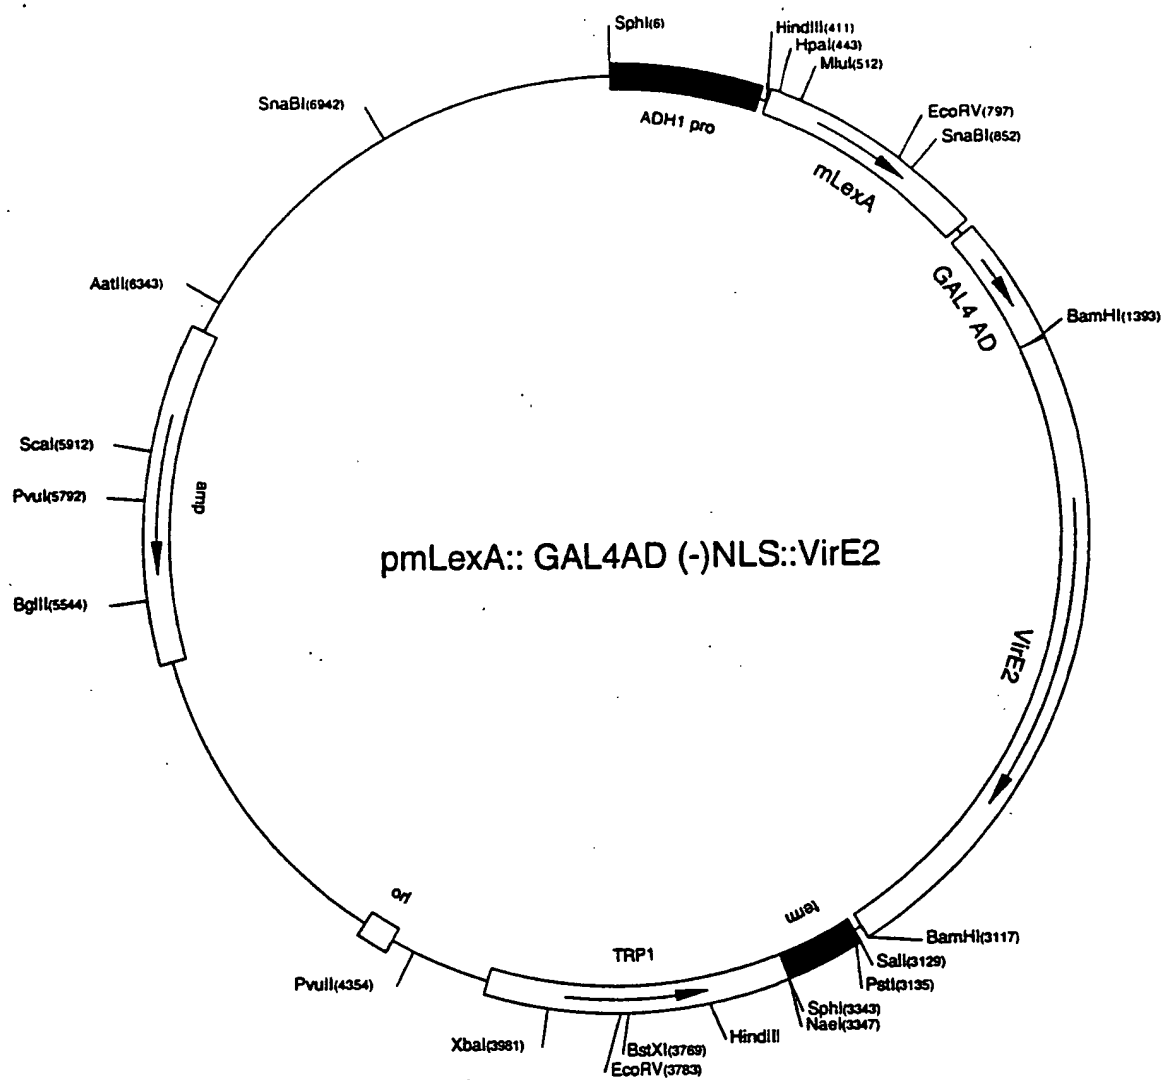 SphI(6)
HindIII(411)
HpaI(443)
MluI(512)
SnaBI(6942)
EcoRV(797)
SnaBI(852)
ADH1 pro
mLexA
AatII(6343)
GAL4 AD
BamHI(1393)
ScaI(5912)
PvuI(5792)
amp
pmLexA:: GAL4AD (-)NLS::VirE2
BglII(5544)
VirE2
ori
term
BamHI(3117)
TRP1
SalI(3129)
PvuII(4354)
PstI(3135)
SphI(3343)
NaeI(3347)
HindIII
XbaI(3981)
BstXI(3769)
EcoRV(3783)